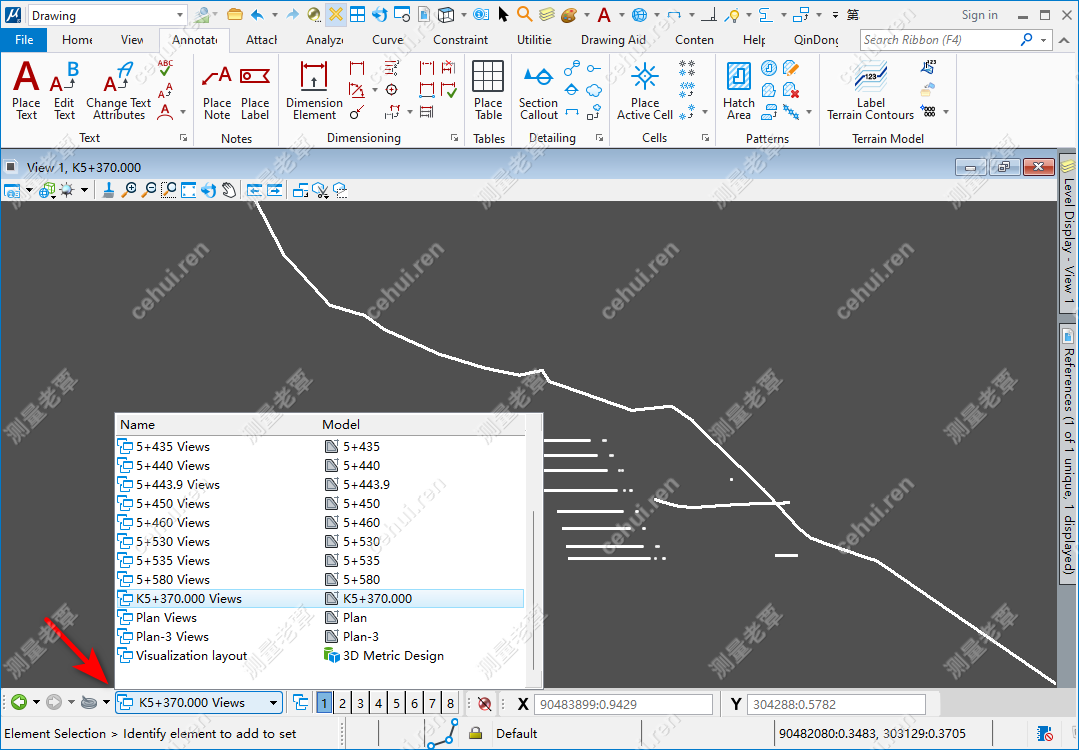 Drawing
第
Sign in
File Home View Annotate Attach Analyze Curve Constraint Utilitie Drawing Aid Conten Help QinDong
Search Ribbon (F4)
Place Text
Edit Text
Change Text Attributes
ABC
Place Note
Place Label
Dimension Element
Place Table
Section Callout
Place Active Cell
Hatch Area
Label Terrain Contours
Text Notes Dimensioning Tables Detailing Cells Patterns Terrain Model
View 1, K5+370.000
Level Display - View 1
References (1 of 1 unique, 1 displayed)
Name Model
5+435 Views 5+435
5+440 Views 5+440
5+443.9 Views 5+443.9
5+450 Views 5+450
5+460 Views 5+460
5+530 Views 5+530
5+535 Views 5+535
5+580 Views 5+580
K5+370.000 Views K5+370.000
Plan Views Plan
Plan-3 Views Plan-3
Visualization layout 3D Metric Design
K5+370.000 Views 1 2 3 4 5 6 7 8 X 90483899:0.9429 Y 304288:0.5782
Element Selection > Identify element to add to set Default 90482080:0.3483, 303129:0.3705
测量老覃
cehui.ren